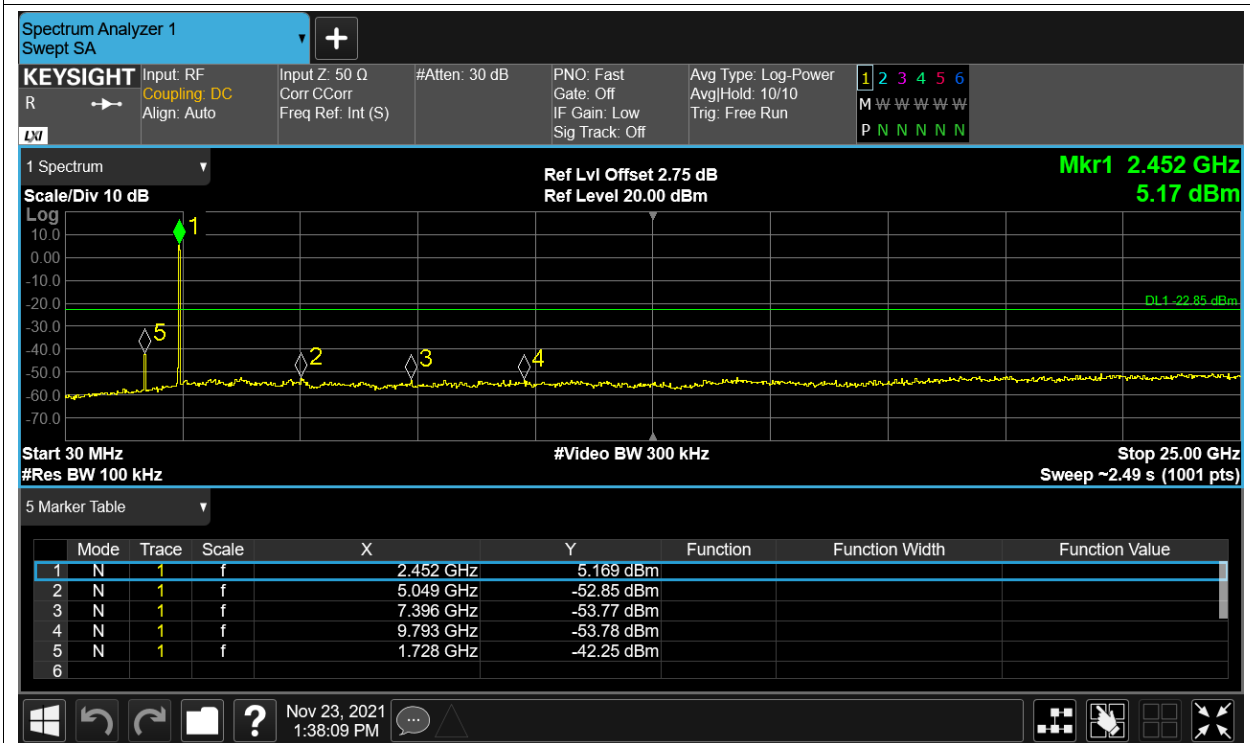 Spectrum Analyzer 1
Swept SA
+
KEYSIGHT Input: RF Input Z: 50 Ω #Atten: 30 dB PNO: Fast Avg Type: Log-Power 1 2 3 4 5 6
R Coupling: DC Corr CCorr Gate: Off Avg|Hold: 10/10 M W W W W W
Align: Auto Freq Ref: Int (S) IF Gain: Low Trig: Free Run
LXI Sig Track: Off P N N N N N
1 Spectrum Ref Lvl Offset 2.75 dB Mkr1 2.452 GHz
Scale/Div 10 dB Ref Level 20.00 dBm 5.17 dBm
Log
1
10.0
0.00
-10.0
-20.0 DL1 -22.85 dBm
-30.0
5
-40.0
2 3 4
-50.0
-60.0
-70.0
Start 30 MHz #Video BW 300 kHz Stop 25.00 GHz
#Res BW 100 kHz Sweep ~2.49 s (1001 pts)
5 Marker Table
Mode Trace Scale X Y Function Function Width Function Value
1 N 1 f 2.452 GHz 5.169 dBm
2 N 1 f 5.049 GHz -52.85 dBm
3 N 1 f 7.396 GHz -53.77 dBm
4 N 1 f 9.793 GHz -53.78 dBm
5 N 1 f 1.728 GHz -42.25 dBm
6
? Nov 23, 2021
1:38:09 PM